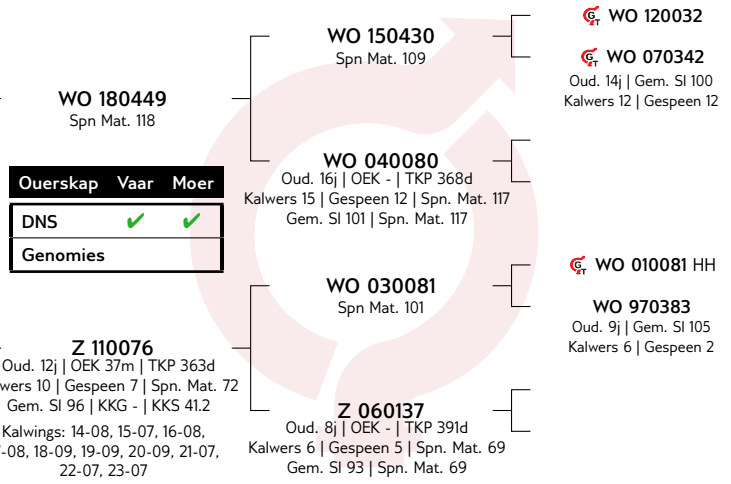 WO 120032
WO 150430
Spn Mat. 109
WO 070342
Oud. 14j | Gem. SI 100
Kalwers 12 | Gespeen 12
WO 180449
Spn Mat. 118
WO 040080
Oud. 16j | OEK - | TKP 368d
Kalwers 15 | Gespeen 12 | Spn. Mat. 117
Gem. SI 101 | Spn. Mat. 117
Ouerskap Vaar Moer
DNS ✔ ✔
Genomies
WO 010081 HH
WO 030081
Spn Mat. 101
WO 970383
Oud. 9j | Gem. SI 105
Kalwers 6 | Gespeen 2
Z 110076
Oud. 12j | OEK 37m | TKP 363d
wers 10 | Gespeen 7 | Spn. Mat. 72
Gem. SI 96 | KKG - | KKS 41.2
Kalwings: 14-08, 15-07, 16-08,
-08, 18-09, 19-09, 20-09, 21-07,
22-07, 23-07
Z 060137
Oud. 8j | OEK - | TKP 391d
Kalwers 6 | Gespeen 5 | Spn. Mat. 69
Gem. SI 93 | Spn. Mat. 69